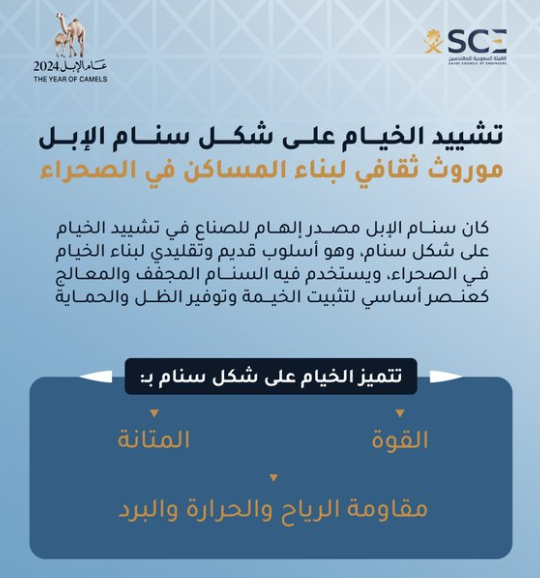 عام الإبل 2024
THE YEAR OF CAMELS
SCE
الهيئة السعودية للمهندسين
SAUDI COUNCIL OF ENGINEERS
تشييد الخيام على شكل سنام الإبل
موروث ثقافي لبناء المساكن في الصحراء
كان سنام الإبل مصدر إلهام للصناع في تشييد الخيام
على شكل سنام، وهو أسلوب قديم وتقليدي لبناء الخيام
في الصحراء، ويستخدم فيه السنام المجفف والمعالج
كعنصر أساسي لتثبيت الخيمة وتوفير الظل والحماية
تتميز الخيام على شكل سنام بـ:
القوة
المتانة
مقاومة الرياح والحرارة والبرد